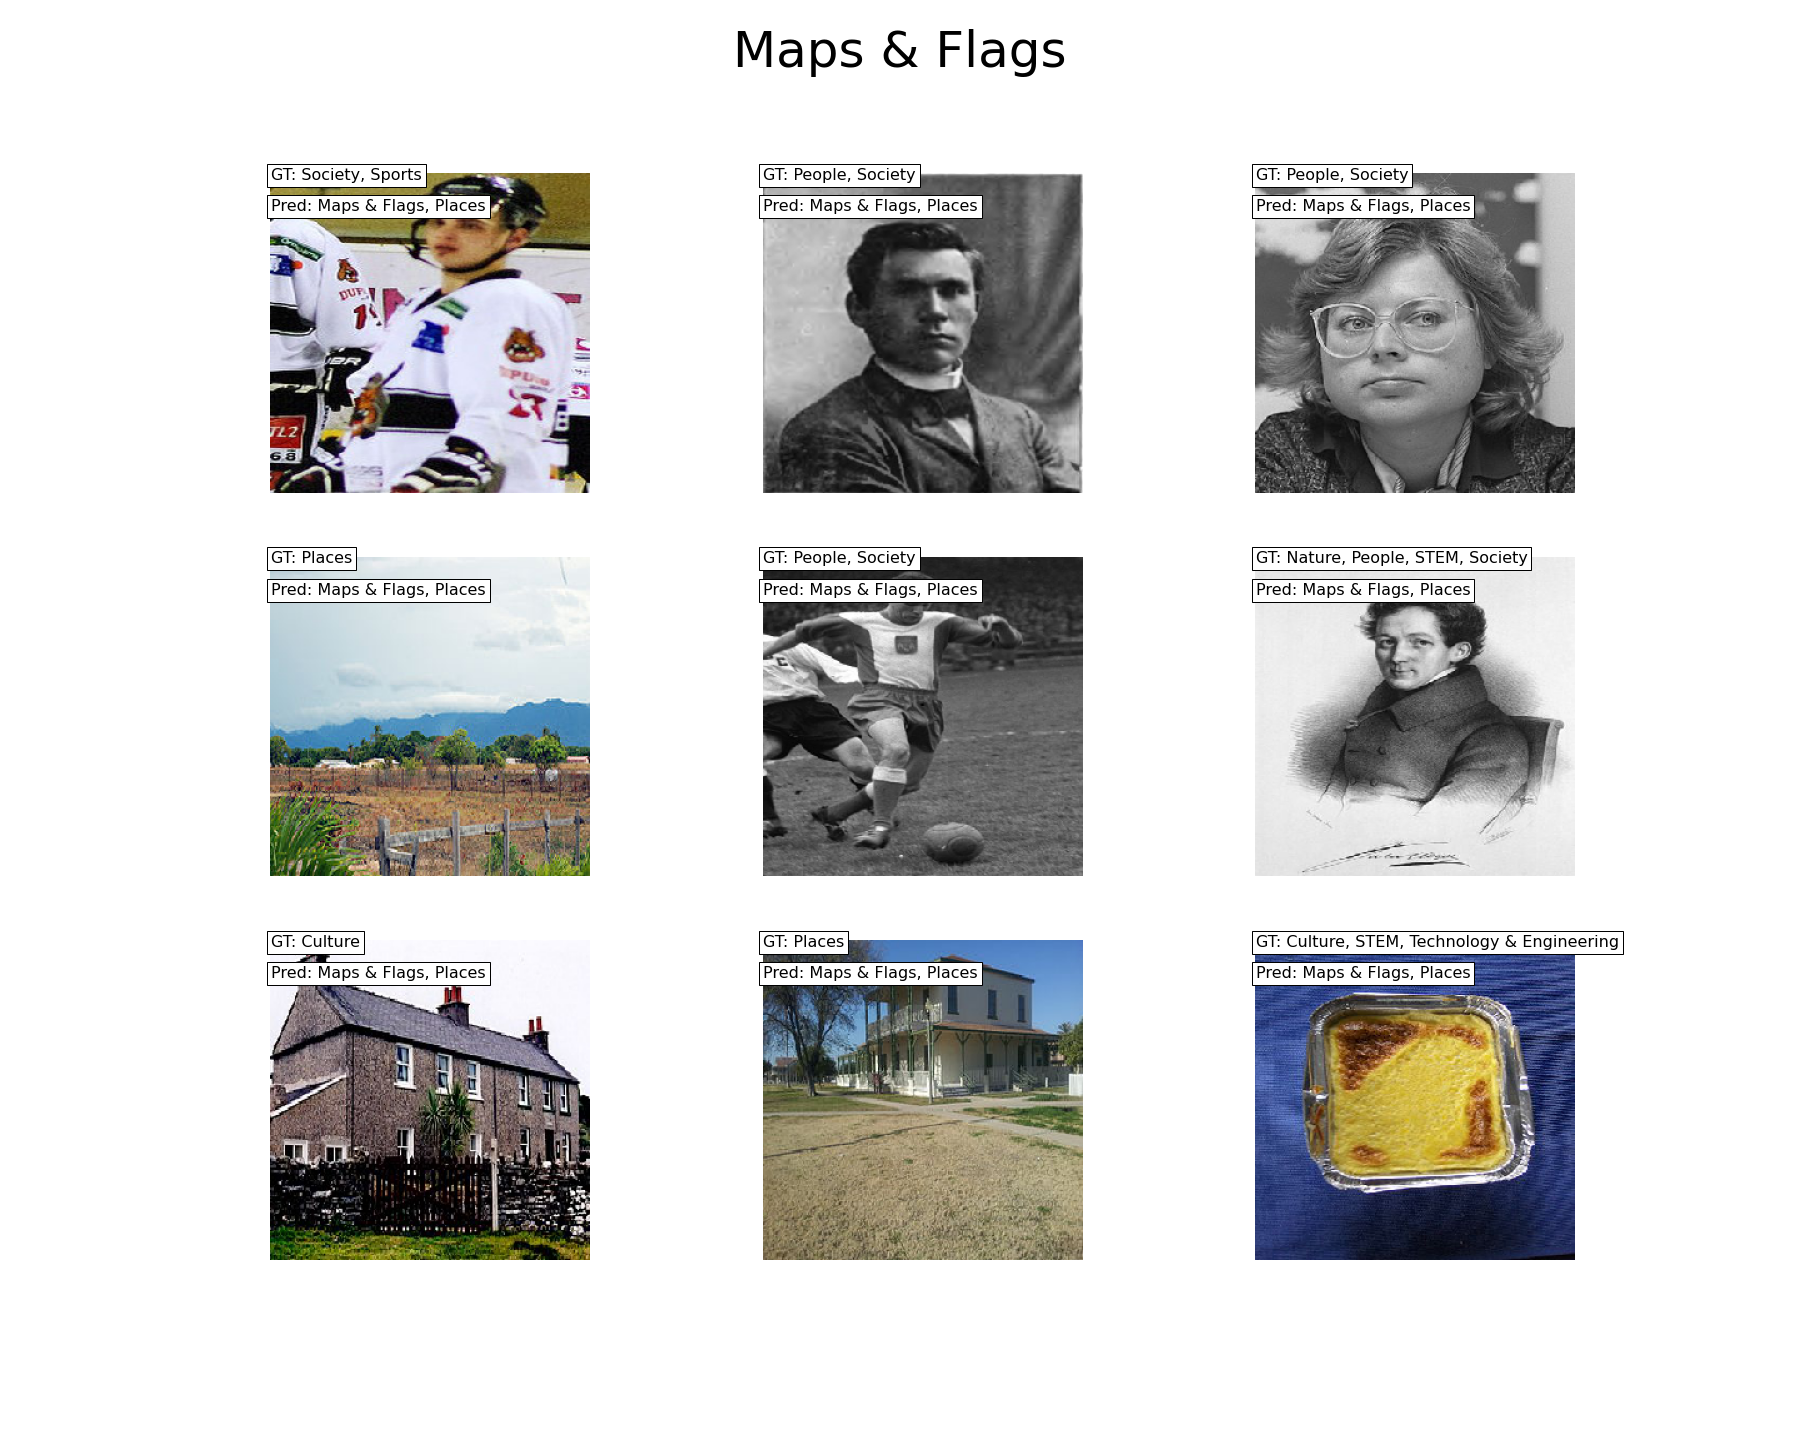 Maps & Flags
GT: Society, Sports
Pred: Maps & Flags, Places
GT: People, Society
Pred: Maps & Flags, Places
GT: People, Society
Pred: Maps & Flags, Places
TL2
68
GT: Places
Pred: Maps & Flags, Places
GT: People, Society
Pred: Maps & Flags, Places
GT: Nature, People, STEM, Society
Pred: Maps & Flags, Places
GT: Culture
Pred: Maps & Flags, Places
GT: Places
Pred: Maps & Flags, Places
GT: Culture, STEM, Technology & Engineering
Pred: Maps & Flags, Places